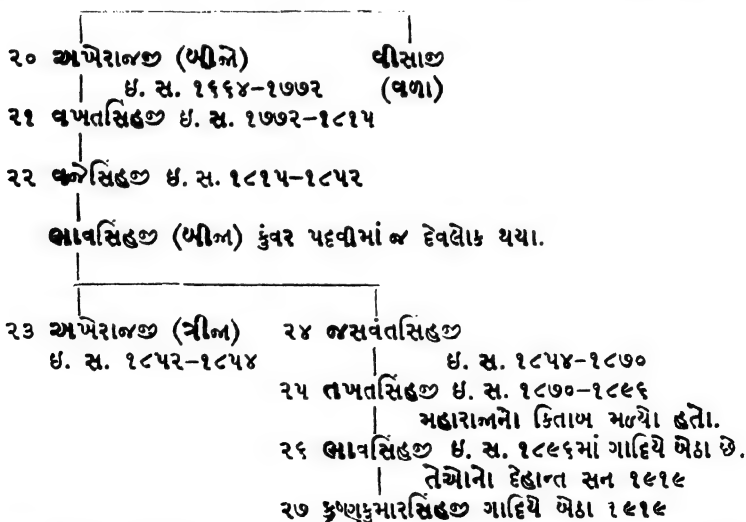 ૨૦ અખેરાજજી (બીજો) વીસાજી
ઇ. સ. ૧૬૬૪-૧૭૭૨ (વળા)
૨૧ વખતસિંહજી ઇ. સ. ૧૭૭૨-૧૮૧૫
૨૨ વજેસિંહજી ઇ. સ. ૧૮૧૫-૧૮૫૨
ભાવસિંહજી (બીજા) કુંવર પદવીમાં જ દેવલોક થયા.
૨૩ અખેરાજજી (ત્રીજા) ૨૪ જસવંતસિંહજી
ઇ. સ. ૧૮૫૨-૧૮૫૪ ઇ. સ. ૧૮૫૪-૧૮૭૦
૨૫ તખતસિંહજી ઇ. સ. ૧૮૭૦-૧૮૯૬
મહારાજાનો કિતાબ મળ્યો હતો.
૨૬ ભાવસિંહજી ઇ. સ. ૧૮૯૬માં ગાદિયે બેઠા છે.
તેઓનો દેહાન્ત સન ૧૯૧૯
૨૭ કૃષ્ણકુમારસિંહજી ગાદિયે બેઠા ૧૯૧૯